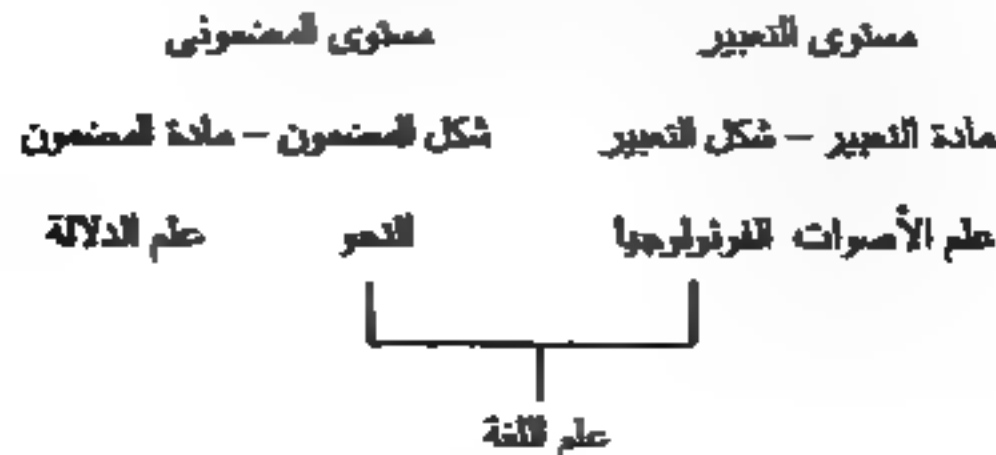 مستوى التعبير مستوى المضمونى
مادة التعبير – شكل التعبير شكل المضمون – مادة المضمون
علم الأصوات الفونولوجيا النحو علم الدلالة
علم اللغة